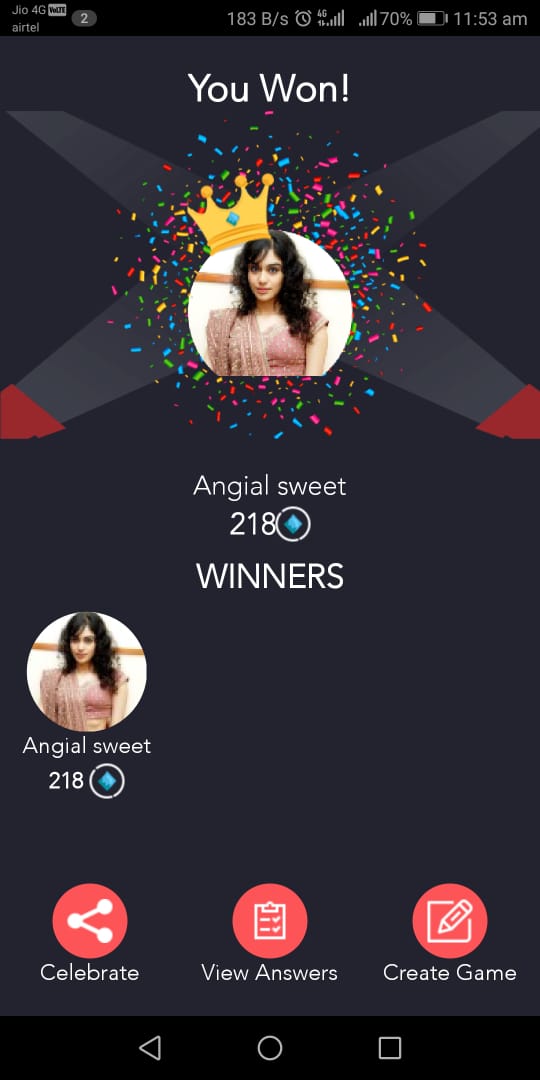 Jio 4G VoLTE
airtel
2
183 B/s 4G 70% 11:53 am
You Won!
Angial sweet
218
WINNERS
Angial sweet
218
Celebrate
View Answers
Create Game